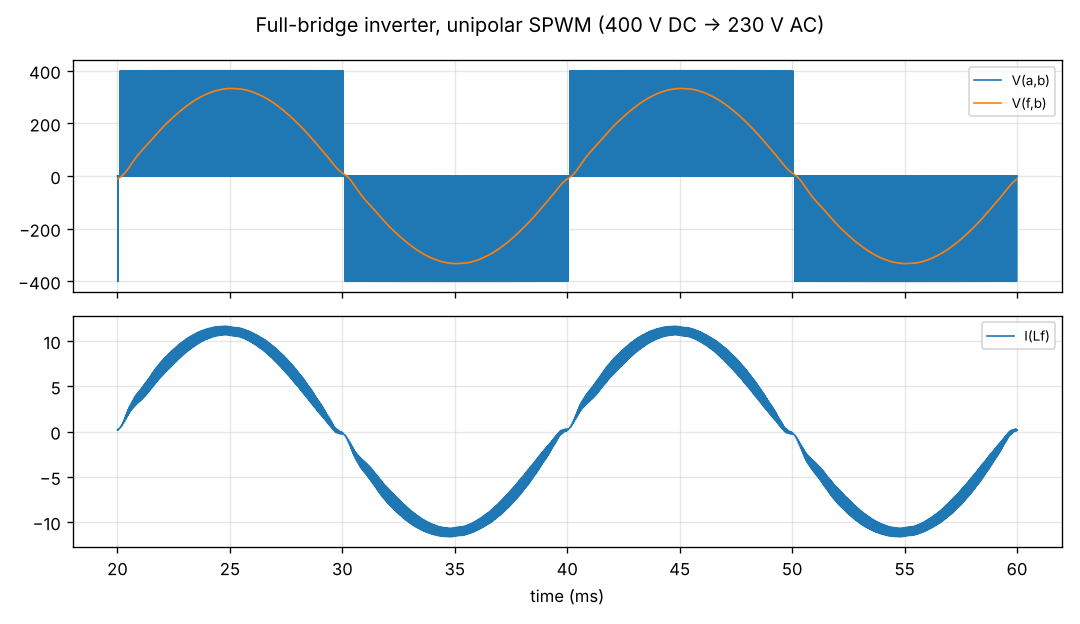 Full-bridge inverter, unipolar SPWM (400 V DC → 230 V AC)
400
200
0
−200
−400
V(a,b)
V(f,b)
10
5
0
−5
−10
I(Lf)
20 25 30 35 40 45 50 55 60
time (ms)